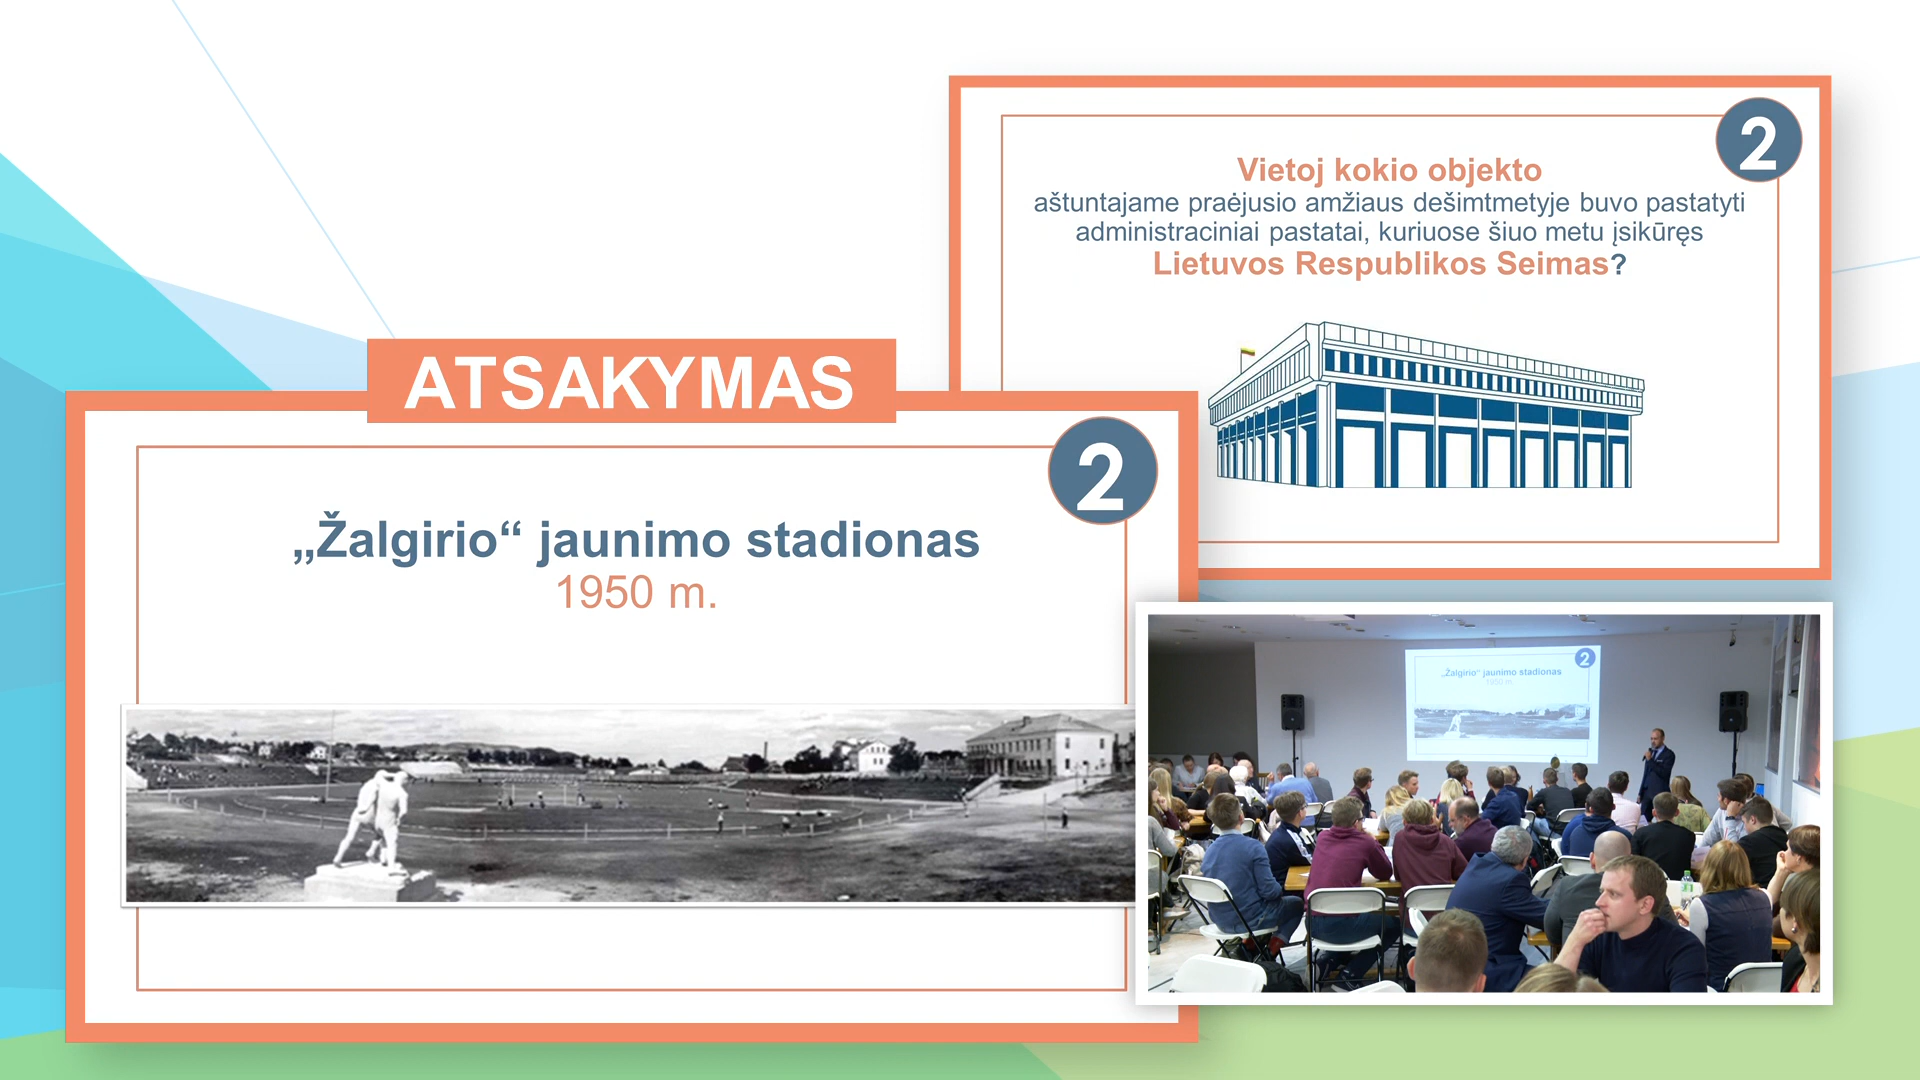 2
Vietoj kokio objekto
aštuntajame praėjusio amžiaus dešimtmetyje buvo pastatyti
administraciniai pastatai, kuriuose šiuo metu įsikūręs
Lietuvos Respublikos Seimas?
ATSAKYMAS
2
„Žalgirio“ jaunimo stadionas
1950 m.
2
„Žalgirio“ jaunimo stadionas
1950 m.